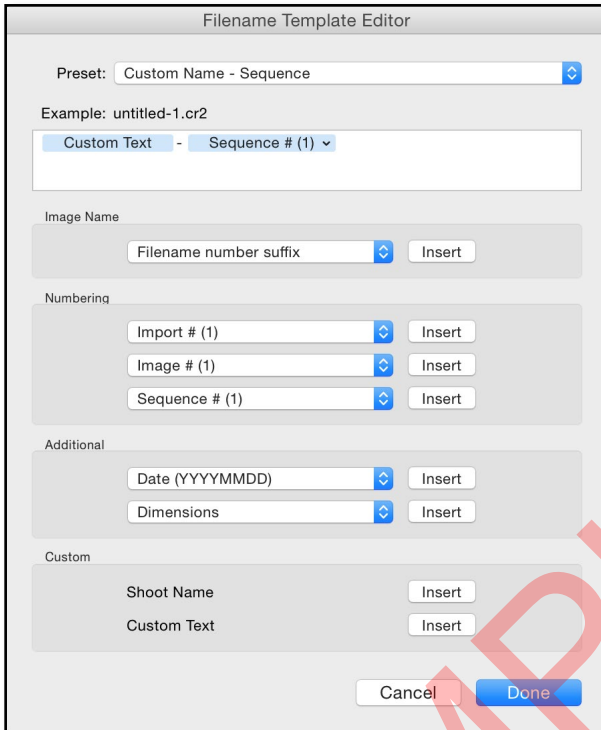 Filename Template Editor
Preset: Custom Name - Sequence
Example: untitled-1.cr2
Custom Text - Sequence # (1)
Image Name
Filename number suffix Insert
Numbering
Import # (1) Insert
Image # (1) Insert
Sequence # (1) Insert
Additional
Date (YYYYMMDD) Insert
Dimensions Insert
Custom
Shoot Name Insert
Custom Text Insert
Cancel Done